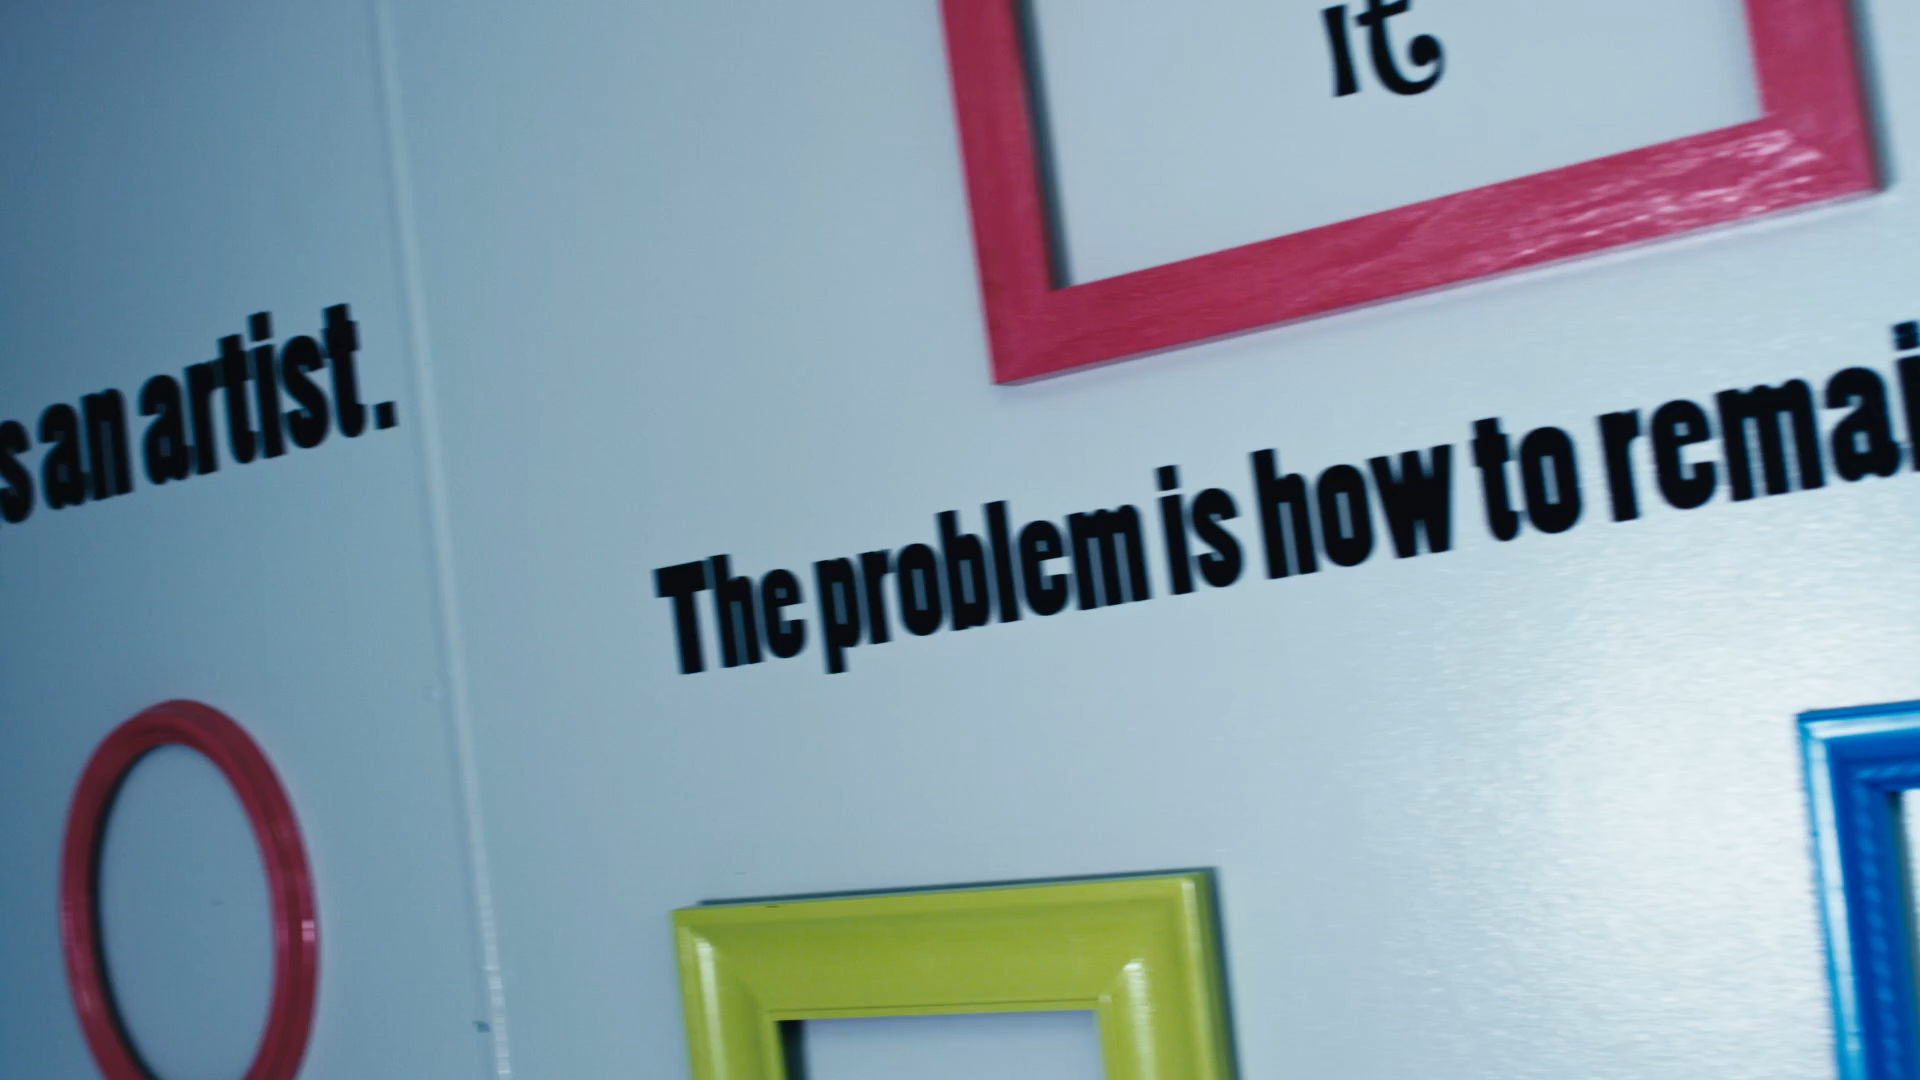 it
s an artist.
The problem is how to remai